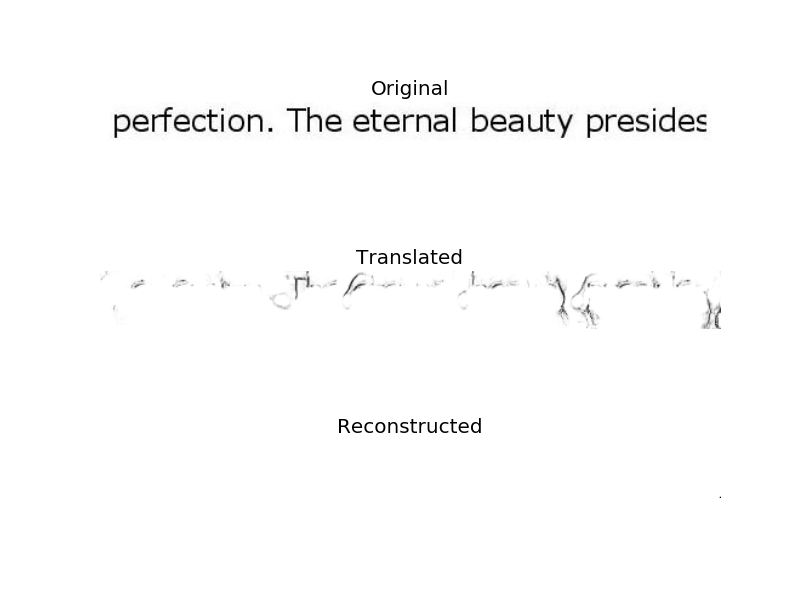 Original
perfection. The eternal beauty presides
Translated
Reconstructed